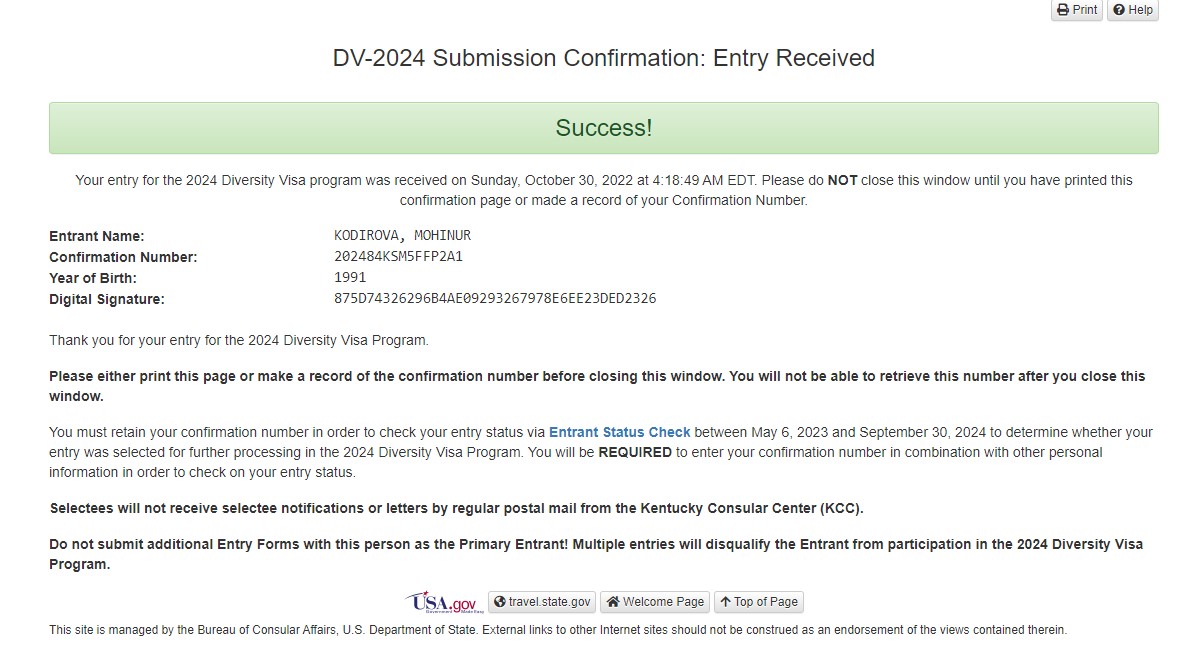 Print Help
DV-2024 Submission Confirmation: Entry Received
Success!
Your entry for the 2024 Diversity Visa program was received on Sunday, October 30, 2022 at 4:18:49 AM EDT. Please do NOT close this window until you have printed this
confirmation page or made a record of your Confirmation Number.
Entrant Name: KODIROVA, MOHINUR
Confirmation Number: 202484KSM5FFP2A1
Year of Birth: 1991
Digital Signature: 875D74326296B4AE09293267978E6EE23DED2326
Thank you for your entry for the 2024 Diversity Visa Program.
Please either print this page or make a record of the confirmation number before closing this window. You will not be able to retrieve this number after you close this
window.
You must retain your confirmation number in order to check your entry status via Entrant Status Check between May 6, 2023 and September 30, 2024 to determine whether your
entry was selected for further processing in the 2024 Diversity Visa Program. You will be REQUIRED to enter your confirmation number in combination with other personal
information in order to check on your entry status.
Selectees will not receive selectee notifications or letters by regular postal mail from the Kentucky Consular Center (KCC).
Do not submit additional Entry Forms with this person as the Primary Entrant! Multiple entries will disqualify the Entrant from participation in the 2024 Diversity Visa
Program.
USA.gov Government Made Easy travel.state.gov Welcome Page Top of Page
This site is managed by the Bureau of Consular Affairs, U.S. Department of State. External links to other Internet sites should not be construed as an endorsement of the views contained therein.